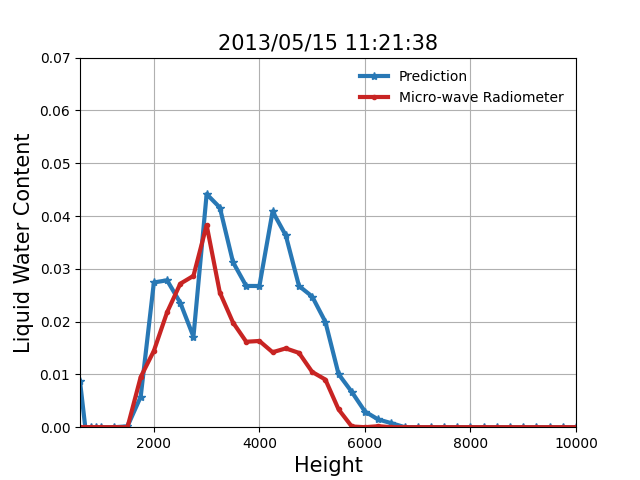 2013/05/15 11:21:38
0.07
0.06
0.05
0.04
0.03
0.02
0.01
0.00
Liquid Water Content
Prediction
Micro-wave Radiometer
2000 4000 6000 8000 10000
Height